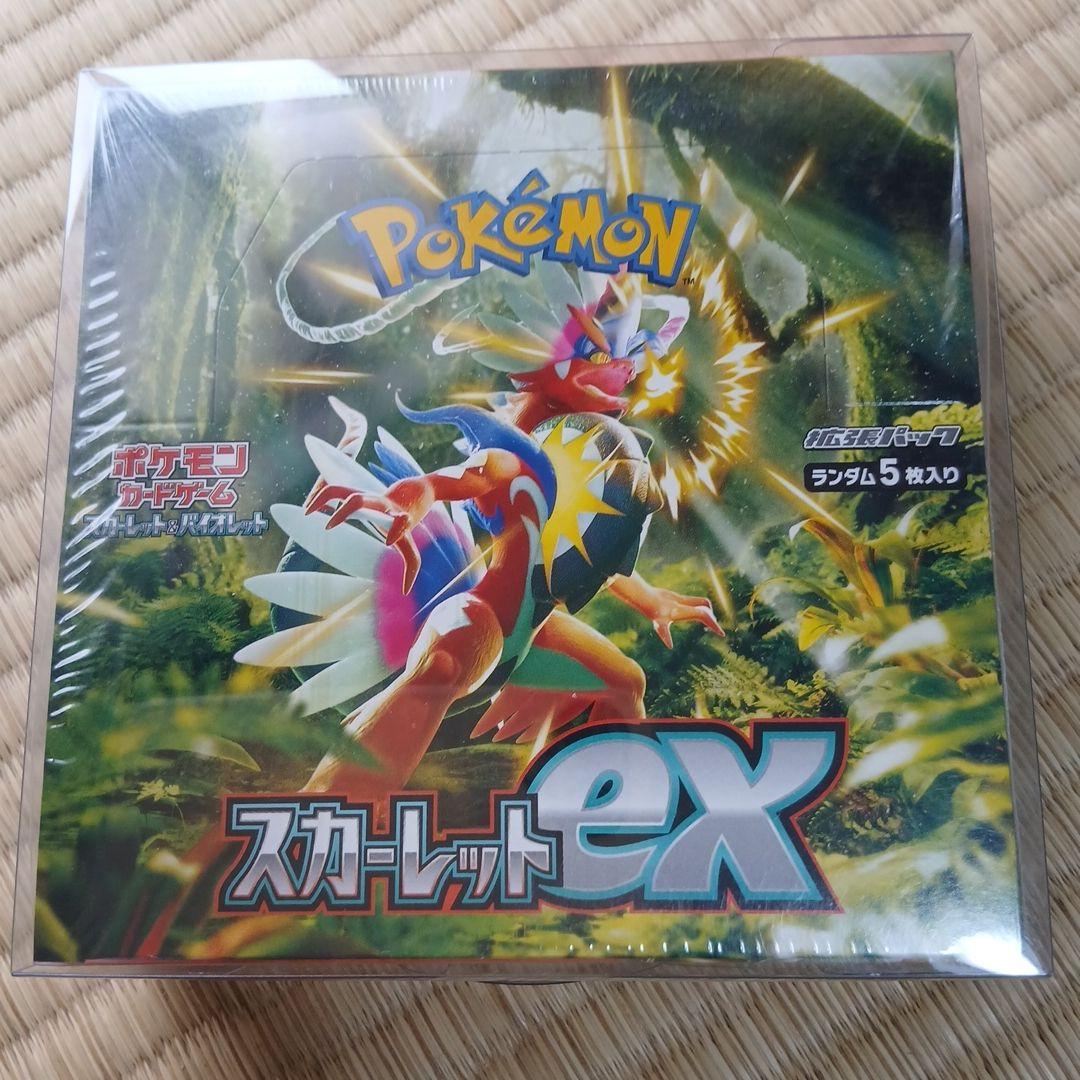 POKéMON
TM
ポケモン
カードゲーム
スカーレット&バイオレット
拡張パック
ランダム5枚入り
スカーレットex